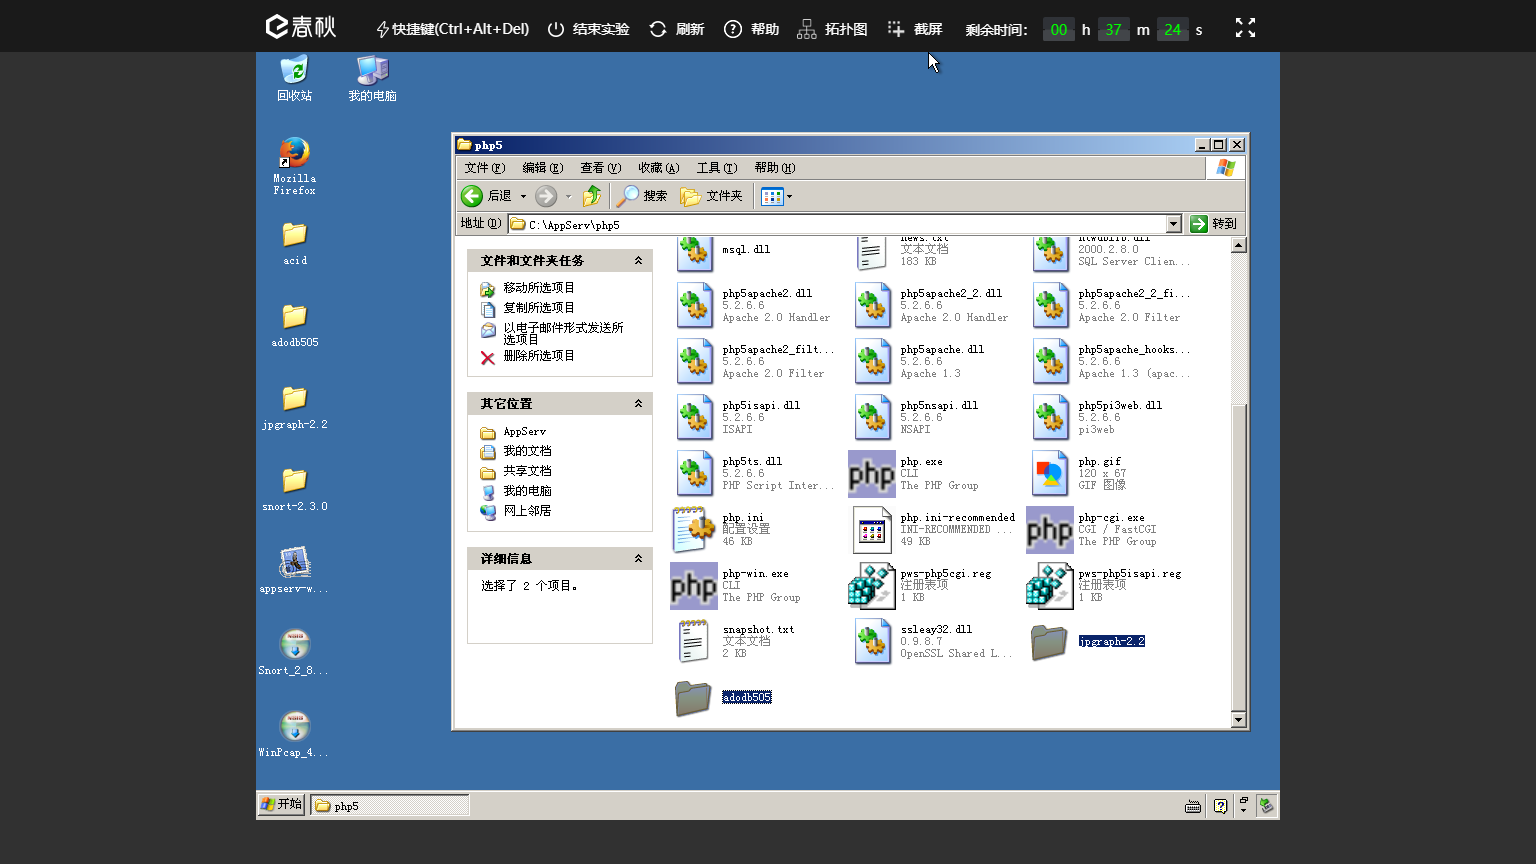 春秋
快捷键(Ctrl+Alt+Del)
结束实验
刷新
帮助
拓扑图
截屏
剩余时间: 00 h 37 m 24 s
回收站
我的电脑
Mozilla
Firefox
acid
adodb505
jpgraph-2.2
snort-2.3.0
appserv-w...
Snort_2_8...
WinPcap_4...
php5
文件(F) 编辑(E) 查看(V) 收藏(A) 工具(T) 帮助(H)
后退 搜索 文件夹
地址(D) C:\AppServ\php5 转到
文件和文件夹任务
移动所选项目
复制所选项目
以电子邮件形式发送所
选项目
删除所选项目
其它位置
AppServ
我的文档
共享文档
我的电脑
网上邻居
详细信息
选择了 2 个项目。
msql.dll
news.txt
文本文档
183 KB
ntwdblib.dll
2000.2.8.0
SQL Server Clien...
php5apache2.dll
5.2.6.6
Apache 2.0 Handler
php5apache2_2.dll
5.2.6.6
Apache 2.0 Handler
php5apache2_2_fi...
5.2.6.6
Apache 2.0 Filter
php5apache2_filt...
5.2.6.6
Apache 2.0 Filter
php5apache.dll
5.2.6.6
Apache 1.3
php5apache_hooks...
5.2.6.6
Apache 1.3 (apac...
php5isapi.dll
5.2.6.6
ISAPI
php5nsapi.dll
5.2.6.6
NSAPI
php5pi3web.dll
5.2.6.6
pi3web
php5ts.dll
5.2.6.6
PHP Script Inter...
php
php.exe
CLI
The PHP Group
php.gif
120 x 67
GIF 图像
php.ini
配置设置
46 KB
php.ini-recommended
INI-RECOMMENDED ...
49 KB
php
php-cgi.exe
CGI / FastCGI
The PHP Group
php
php-win.exe
CLI
The PHP Group
pws-php5cgi.reg
注册表项
1 KB
pws-php5isapi.reg
注册表项
1 KB
snapshot.txt
文本文档
2 KB
ssleay32.dll
0.9.8.7
OpenSSL Shared L...
jpgraph-2.2
adodb505
开始
php5